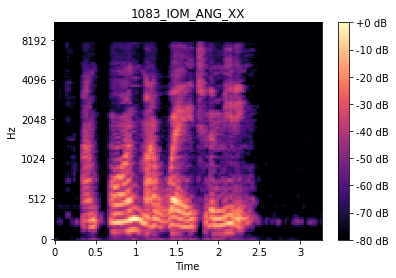 1083_IOM_ANG_XX
+0 dB
8192
-10 dB
4096
-20 dB
-30 dB
Hz
2048
-40 dB
1024
-50 dB
512
-60 dB
-70 dB
0
-80 dB
0 0.5 1 1.5 2 2.5 3
Time